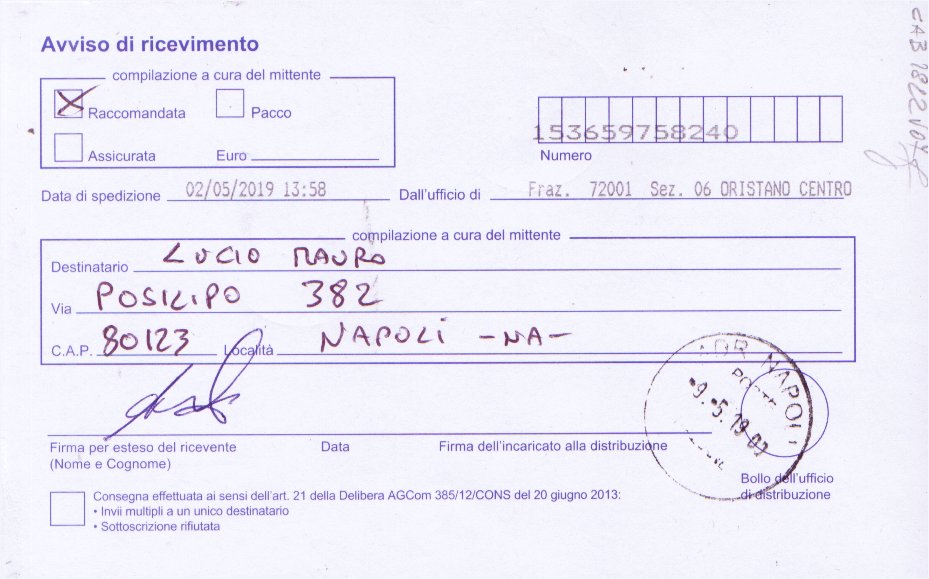 Avviso di ricevimento
compilazione a cura del mittente
Raccomandata Pacco
Assicurata Euro
153659758240
Numero
Data di spedizione 02/05/2019 13:58 Dall'ufficio di Fraz. 72001 Sez. 06 ORISTANO CENTRO
compilazione a cura del mittente
Destinatario LUCIO MAURO
Via POSILIPO 382
C.A.P. 80123 Località NAPOLI -NA-
NAPOLI
9.5.19
Firma per esteso del ricevente Data Firma dell'incaricato alla distribuzione
(Nome e Cognome)
Bollo dell'ufficio
di distribuzione
Consegna effettuata ai sensi dell'art. 21 della Delibera AGCom 385/12/CONS del 20 giugno 2013:
• Invii multipli a un unico destinatario
• Sottoscrizione rifiutata